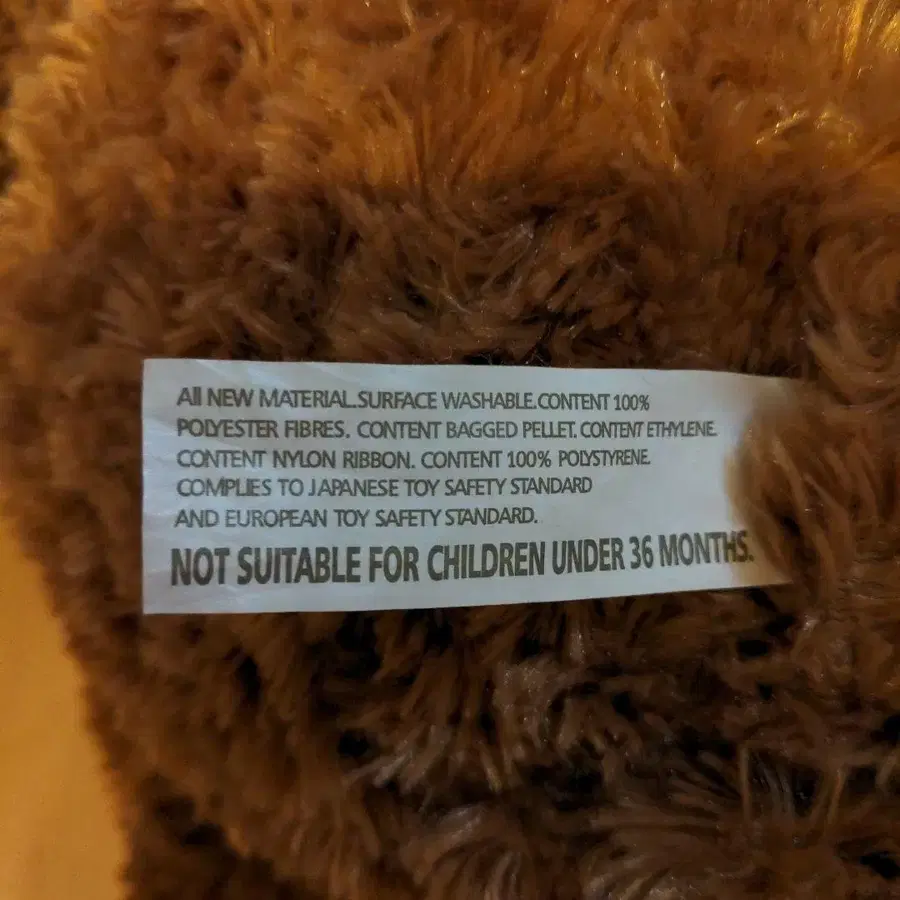 All NEW MATERIAL.SURFACE WASHABLE.CONTENT 100%
POLYESTER FIBRES. CONTENT BAGGED PELLET. CONTENT ETHYLENE.
CONTENT NYLON RIBBON. CONTENT 100% POLYSTYRENE.
COMPLIES TO JAPANESE TOY SAFETY STANDARD
AND EUROPEAN TOY SAFETY STANDARD.
NOT SUITABLE FOR CHILDREN UNDER 36 MONTHS.